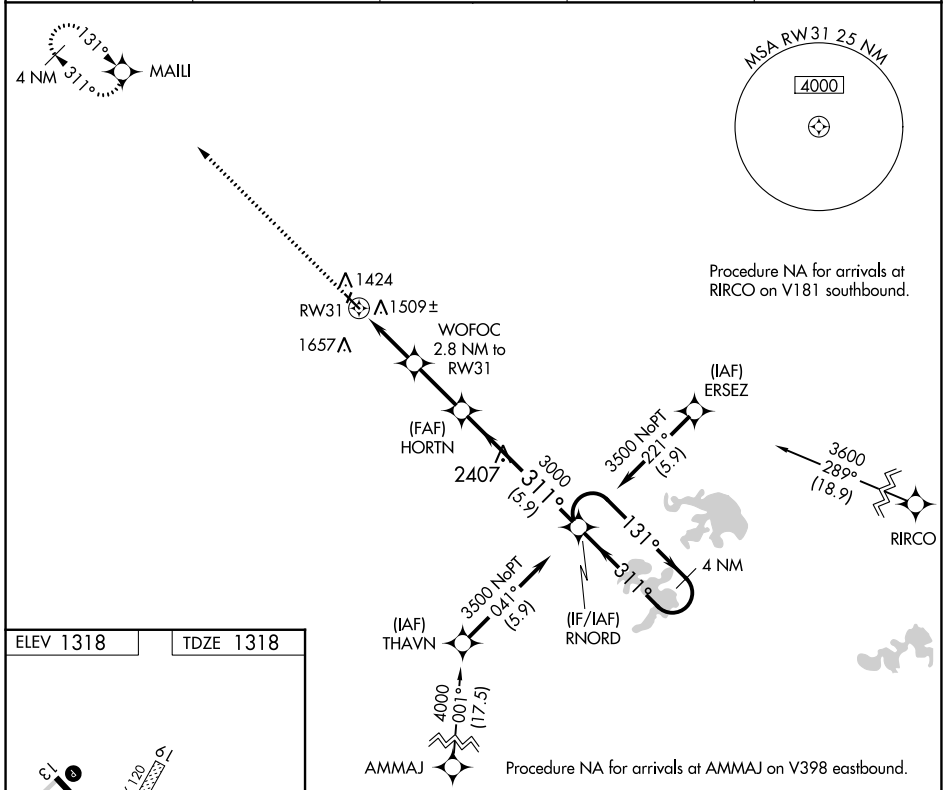 131°
311°
4 NM
MAILI
MSA RW31 25 NM
4000
Procedure NA for arrivals at
RIRCO on V181 southbound.
1424
RW31
1509±
1657
WOFOC
2.8 NM to
RW31
(IAF)
ERSEZ
(FAF)
HORTN
3500 NoPT
221°
(5.9)
2407
3000
311°
(5.9)
3600
289°
(18.9)
RIRCO
131°
311°
4 NM
(IF/IAF)
RNORD
3500 NoPT
041°
(5.9)
(IAF)
THAVN
4000
001°
(17.5)
AMMAJ
Procedure NA for arrivals at AMMAJ on V398 eastbound.
ELEV 1318
TDZE 1318
13
P
120
19